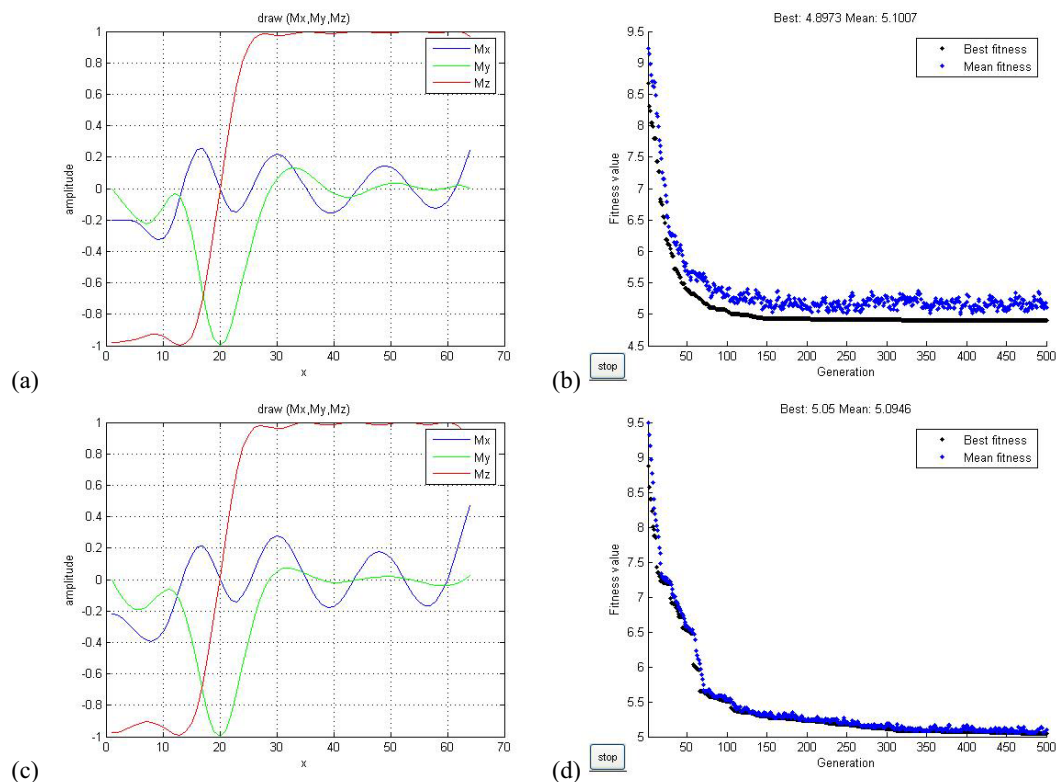 draw (Mx,My,Mz)
1
0.8
0.6
0.4
0.2
0
-0.2
-0.4
-0.6
-0.8
-1
amplitude
Mx
My
Mz
0 10 20 30 40 50 60 70
x
(a)
Best: 4.8973 Mean: 5.1007
9.5
9
8.5
8
7.5
7
6.5
6
5.5
5
4.5
Fitness value
Best fitness
Mean fitness
50 100 150 200 250 300 350 400 450 500
Generation
stop
(b)
draw (Mx,My,Mz)
1
0.8
0.6
0.4
0.2
0
-0.2
-0.4
-0.6
-0.8
-1
amplitude
Mx
My
Mz
0 10 20 30 40 50 60 70
x
(c)
Best: 5.05 Mean: 5.0946
9.5
9
8.5
8
7.5
7
6.5
6
5.5
5
Fitness value
Best fitness
Mean fitness
50 100 150 200 250 300 350 400 450 500
Generation
stop
(d)